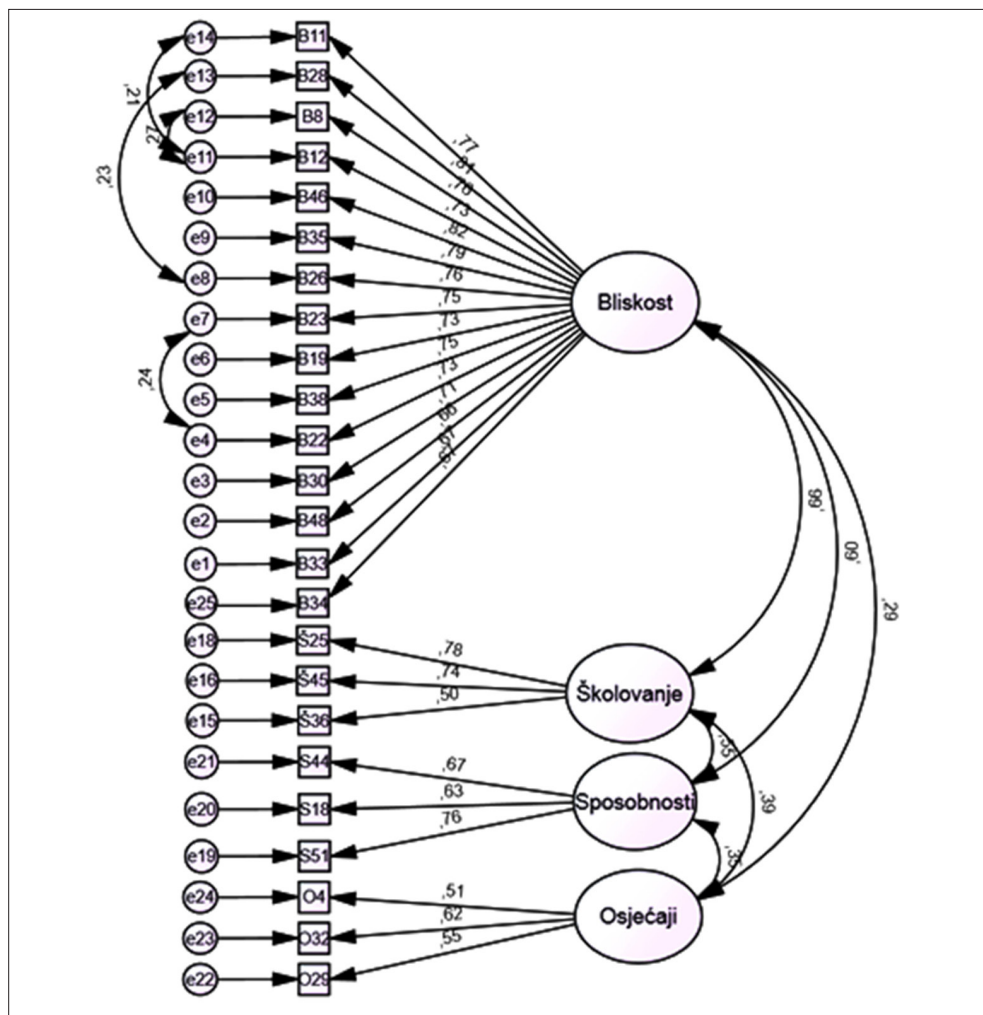 e14 B11
e13 B28
e12 B8
e11 B12
e10 B46
e9 B35
e8 B26
e7 B23
e6 B19
e5 B38
e4 B22
e3 B30
e2 B48
e1 B33
e25 B34
e18 Š25
e16 Š45
e15 Š36
e21 S44
e20 S18
e19 S51
e24 O4
e23 O32
e22 O29
,21
,27
,23
,24
,77
,81
,76
,73
,82
,79
,76
,75
,73
,75
,73
,71
,66
,67
Bliskost
,66
,60
,29
,78
,74
,50
Školovanje
,67
,63
,76
Sposobnosti
,39
,35
,51
,62
,55
Osjećaji